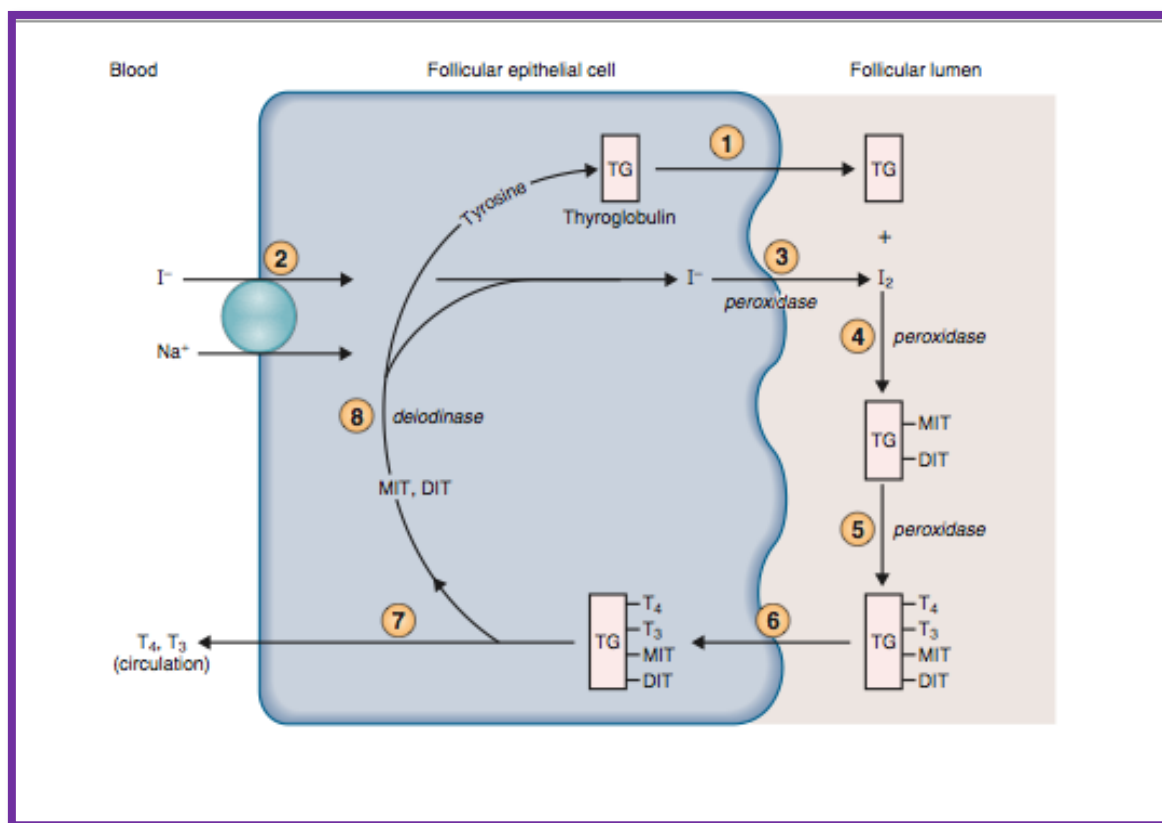 Blood
Follicular epithelial cell
Follicular lumen
1
TG
TG
Tyrosine
Thyroglobulin
+
2
3
I⁻
I⁻
I₂
peroxidase
Na⁺
4
peroxidase
8
deiodinase
TG
MIT
DIT
MIT, DIT
5
peroxidase
7
6
T₄
T₃
TG
MIT
DIT
T₄
T₃
TG
MIT
DIT
T₄, T₃
(circulation)